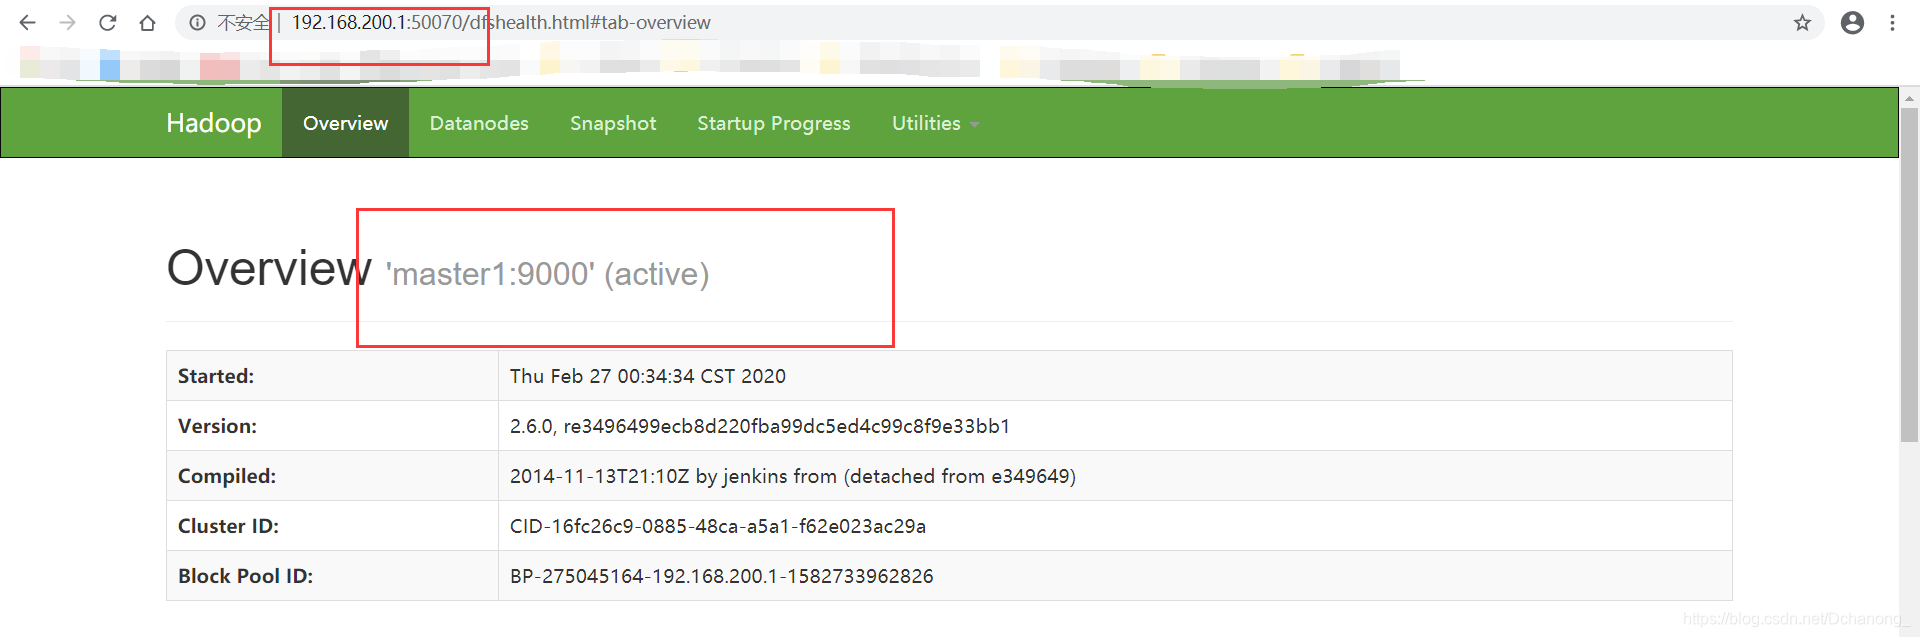 不安全 | 192.168.200.1:50070/dfshealth.html#tab-overview
Hadoop Overview Datanodes Snapshot Startup Progress Utilities
Overview 'master1:9000' (active)
Started: Thu Feb 27 00:34:34 CST 2020
Version: 2.6.0, re3496499ecb8d220fba99dc5ed4c99c8f9e33bb1
Compiled: 2014-11-13T21:10Z by jenkins from (detached from e349649)
Cluster ID: CID-16fc26c9-0885-48ca-a5a1-f62e023ac29a
Block Pool ID: BP-275045164-192.168.200.1-1582733962826
https://blog.csdn.net/Dchanong_